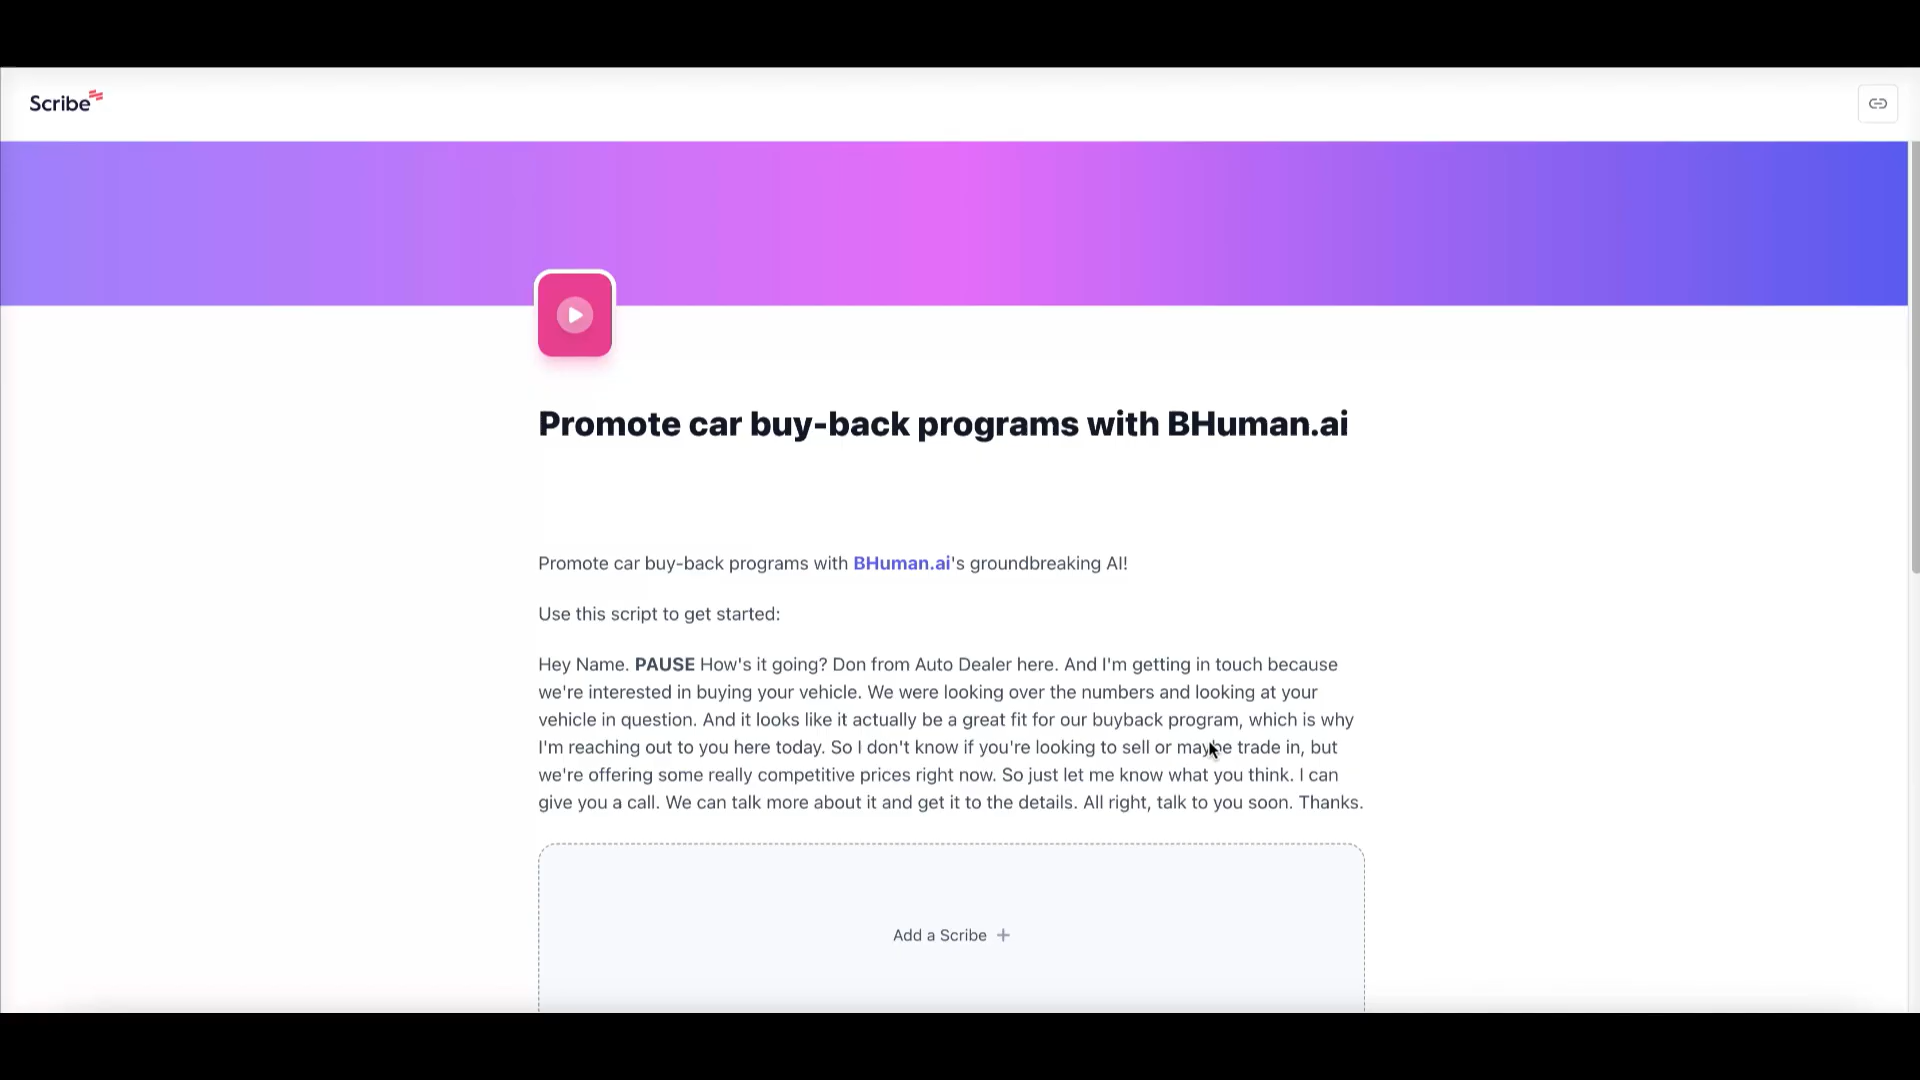 Scribe
Promote car buy-back programs with BHuman.ai
Promote car buy-back programs with BHuman.ai's groundbreaking AI!
Use this script to get started:
Hey Name. PAUSE How's it going? Don from Auto Dealer here. And I'm getting in touch because
we're interested in buying your vehicle. We were looking over the numbers and looking at your
vehicle in question. And it looks like it actually be a great fit for our buyback program, which is why
I'm reaching out to you here today. So I don't know if you're looking to sell or maybe trade in, but
we're offering some really competitive prices right now. So just let me know what you think. I can
give you a call. We can talk more about it and get it to the details. All right, talk to you soon. Thanks.
Add a Scribe +